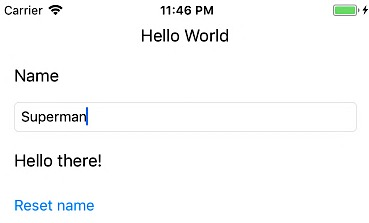 Carrier 11:46 PM
Hello World
Name
Superman
Hello there!
Reset name